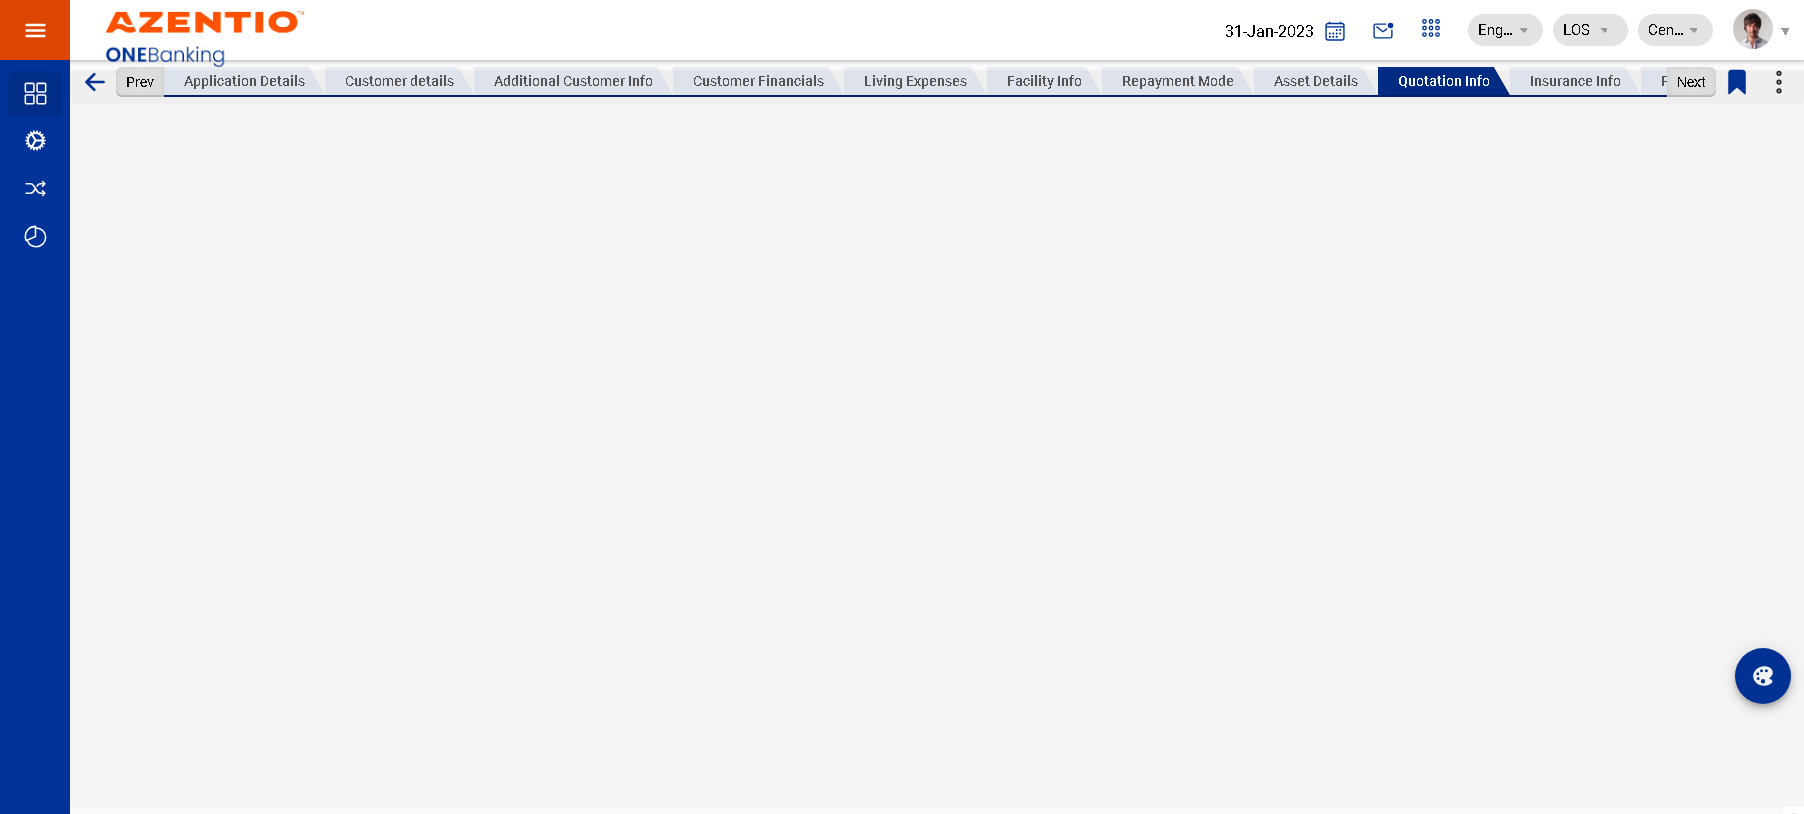 AZENTIO™
ONEBanking
31-Jan-2023
Eng...
LOS
Cen...
Prev
Application Details
Customer details
Additional Customer Info
Customer Financials
Living Expenses
Facility Info
Repayment Mode
Asset Details
Quotation Info
Insurance Info
Next